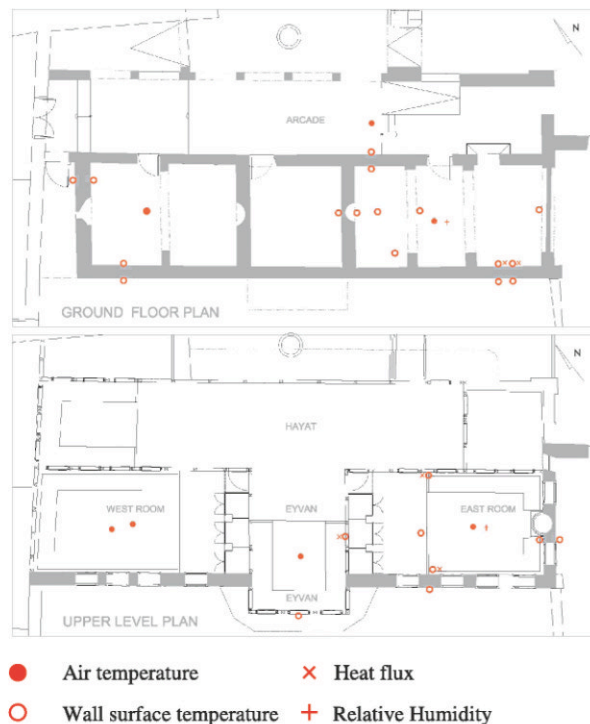 N
ARCADE
GROUND FLOOR PLAN
N
HAYAT
WEST ROOM
EYVAN
EAST ROOM
EYVAN
UPPER LEVEL PLAN
Air temperature
Heat flux
Wall surface temperature
Relative Humidity